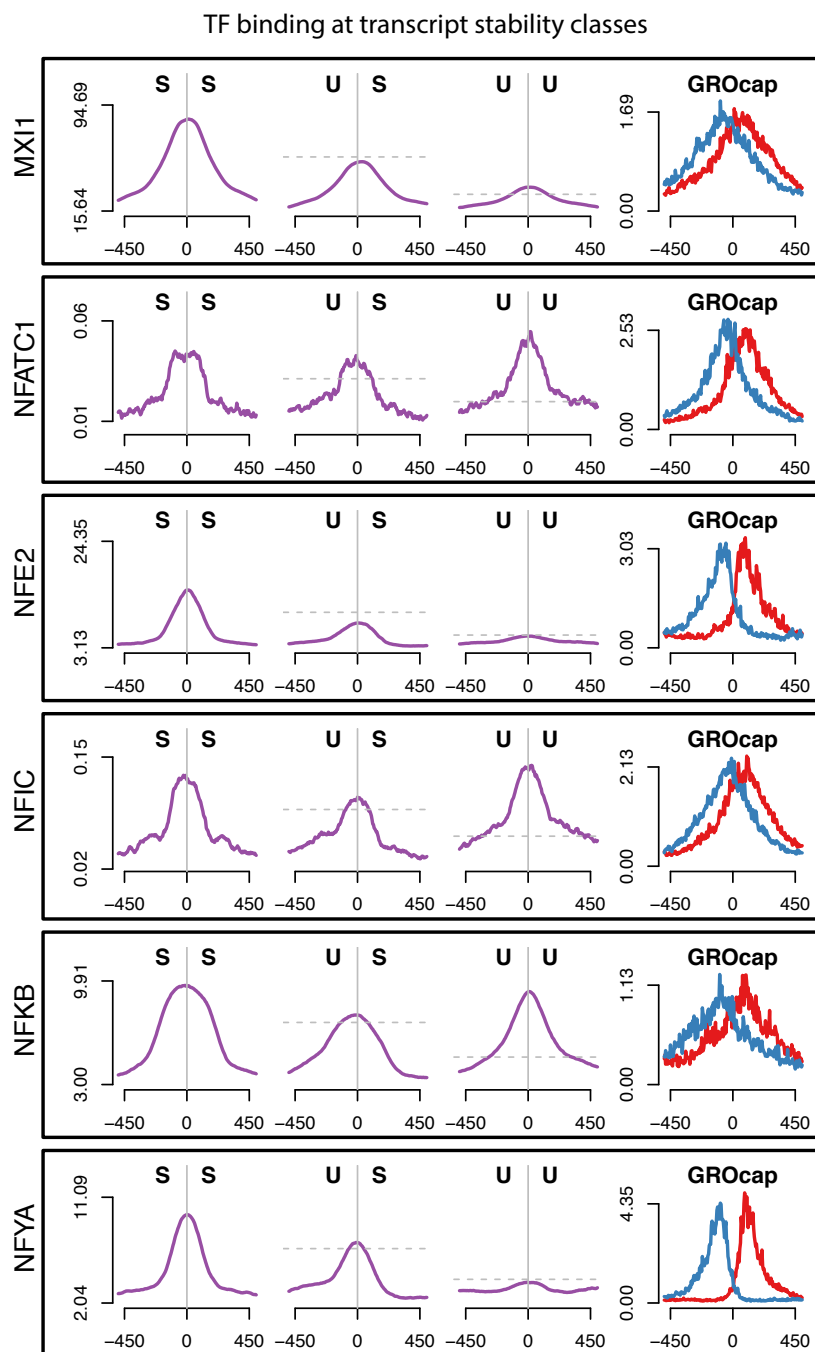 TF binding at transcript stability classes
MXI1
S S U S U U GROcap
94.69
15.64
1.69
0.00
−450 0 450 −450 0 450 −450 0 450 −450 0 450
NFATC1
S S U S U U GROcap
0.06
0.01
2.53
0.00
−450 0 450 −450 0 450 −450 0 450 −450 0 450
NFE2
S S U S U U GROcap
24.35
3.13
3.03
0.00
−450 0 450 −450 0 450 −450 0 450 −450 0 450
NFIC
S S U S U U GROcap
0.15
0.02
2.13
0.00
−450 0 450 −450 0 450 −450 0 450 −450 0 450
NFKB
S S U S U U GROcap
9.91
3.00
1.13
0.00
−450 0 450 −450 0 450 −450 0 450 −450 0 450
NFYA
S S U S U U GROcap
11.09
2.04
4.35
0.00
−450 0 450 −450 0 450 −450 0 450 −450 0 450